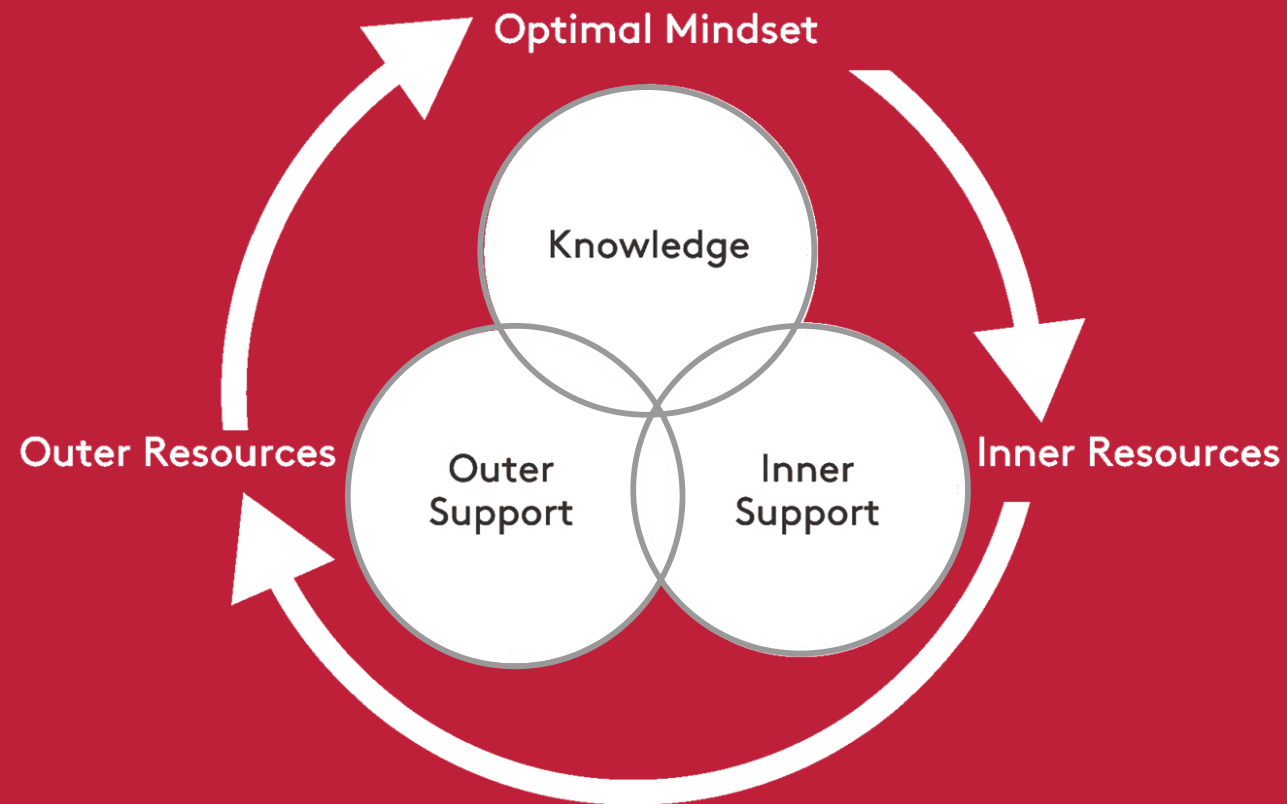 Optimal Mindset
Knowledge
Outer Resources
Outer
Support
Inner
Support
Inner Resources